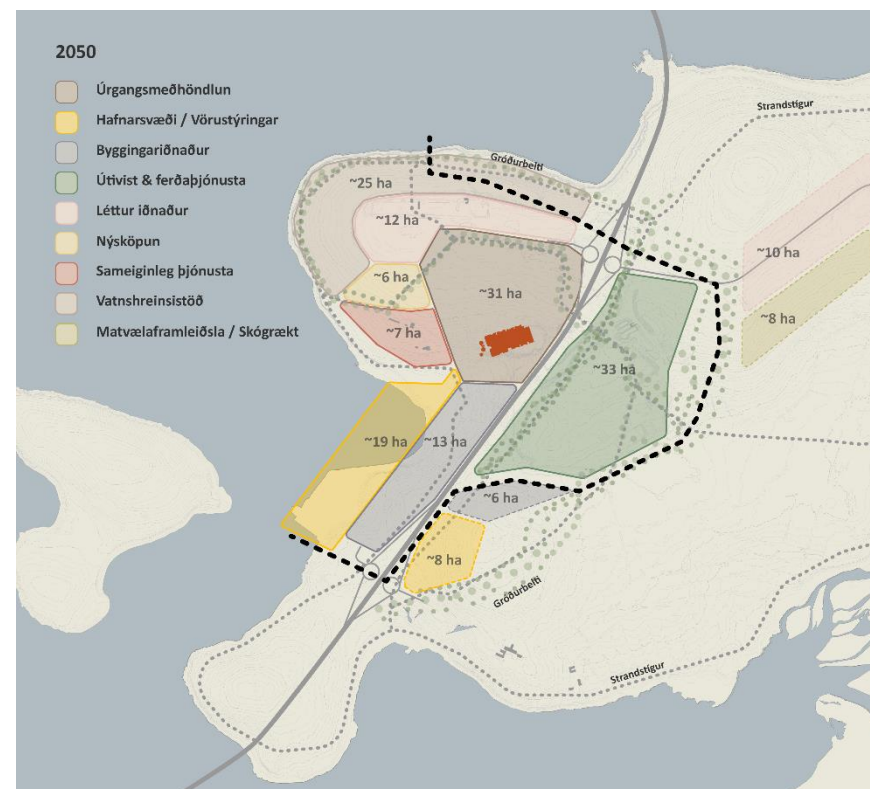 2050
Úrgangsmeðhöndlun
Hafnarsvæði / Vörustýringar
Byggingariðnaður
Útivist & ferðaþjónusta
Léttur iðnaður
Nýsköpun
Sameiginleg þjónusta
Vatnshreinsistöð
Matvælaframleiðsla / Skógrækt
Strandstígur
Gróðurbelti
~25 ha
~12 ha
~10 ha
~6 ha
~31 ha
~8 ha
~7 ha
~33 ha
~19 ha
~13 ha
~6 ha
~8 ha
Gróðurbelti
Strandstígur